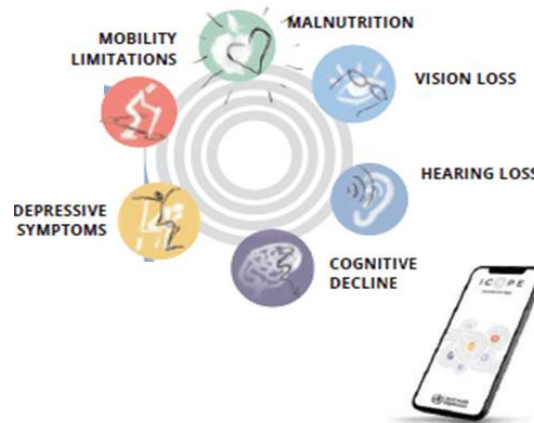 MALNUTRITION
MOBILITY
LIMITATIONS
VISION LOSS
HEARING LOSS
DEPRESSIVE
SYMPTOMS
COGNITIVE
DECLINE
ICOPE